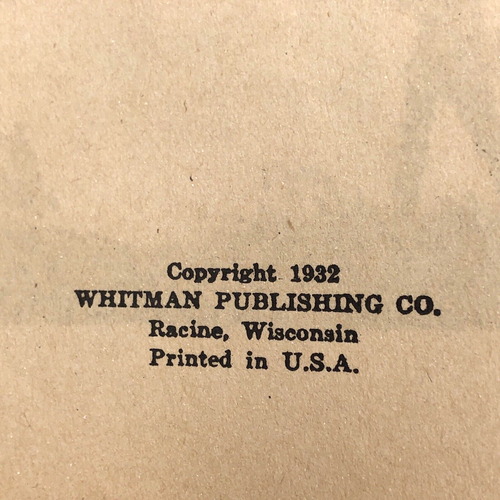 Copyright 1932
WHITMAN PUBLISHING CO.
Racine, Wisconsin
Printed in U.S.A.